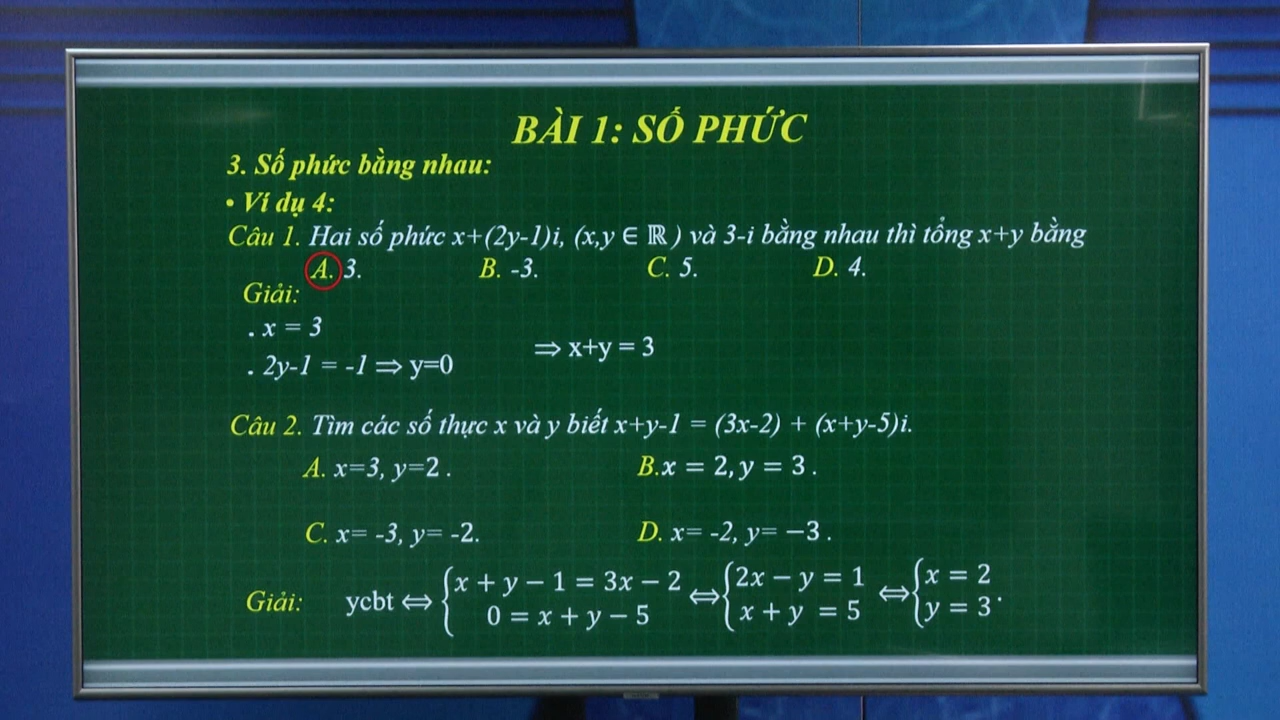 BÀI 1: SỐ PHỨC
3. Số phức bằng nhau:
• Ví dụ 4:
Câu 1. Hai số phức x+(2y-1)i, (x,y ∈ ℝ ) và 3-i bằng nhau thì tổng x+y bằng
A. 3. B. -3. C. 5. D. 4.
Giải:
. x = 3
. 2y-1 = -1 ⇒ y=0 ⇒ x+y = 3
Câu 2. Tìm các số thực x và y biết x+y-1 = (3x-2) + (x+y-5)i.
A. x=3, y=2 . B.x = 2, y = 3 .
C. x= -3, y= -2. D. x= -2, y= −3 .
Giải: ycbt ⇔ { x + y − 1 = 3x − 2 ⇔ { 2x − y = 1 ⇔ { x = 2
0 = x + y − 5 x + y = 5 y = 3 .